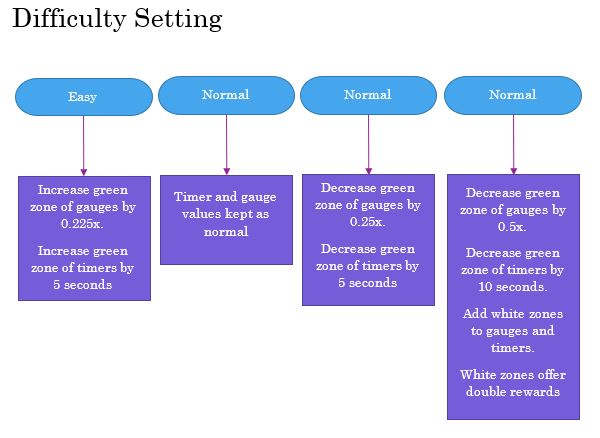 Difficulty Setting
Easy
Normal
Normal
Normal
Increase green
zone of gauges by
0.225x.
Increase green
zone of timers by
5 seconds
Timer and gauge
values kept as
normal
Decrease green
zone of gauges by
0.25x.
Decrease green
zone of timers by
5 seconds
Decrease green
zone of gauges by
0.5x.
Decrease green
zone of timers by
10 seconds.
Add white zones
to gauges and
timers.
White zones offer
double rewards